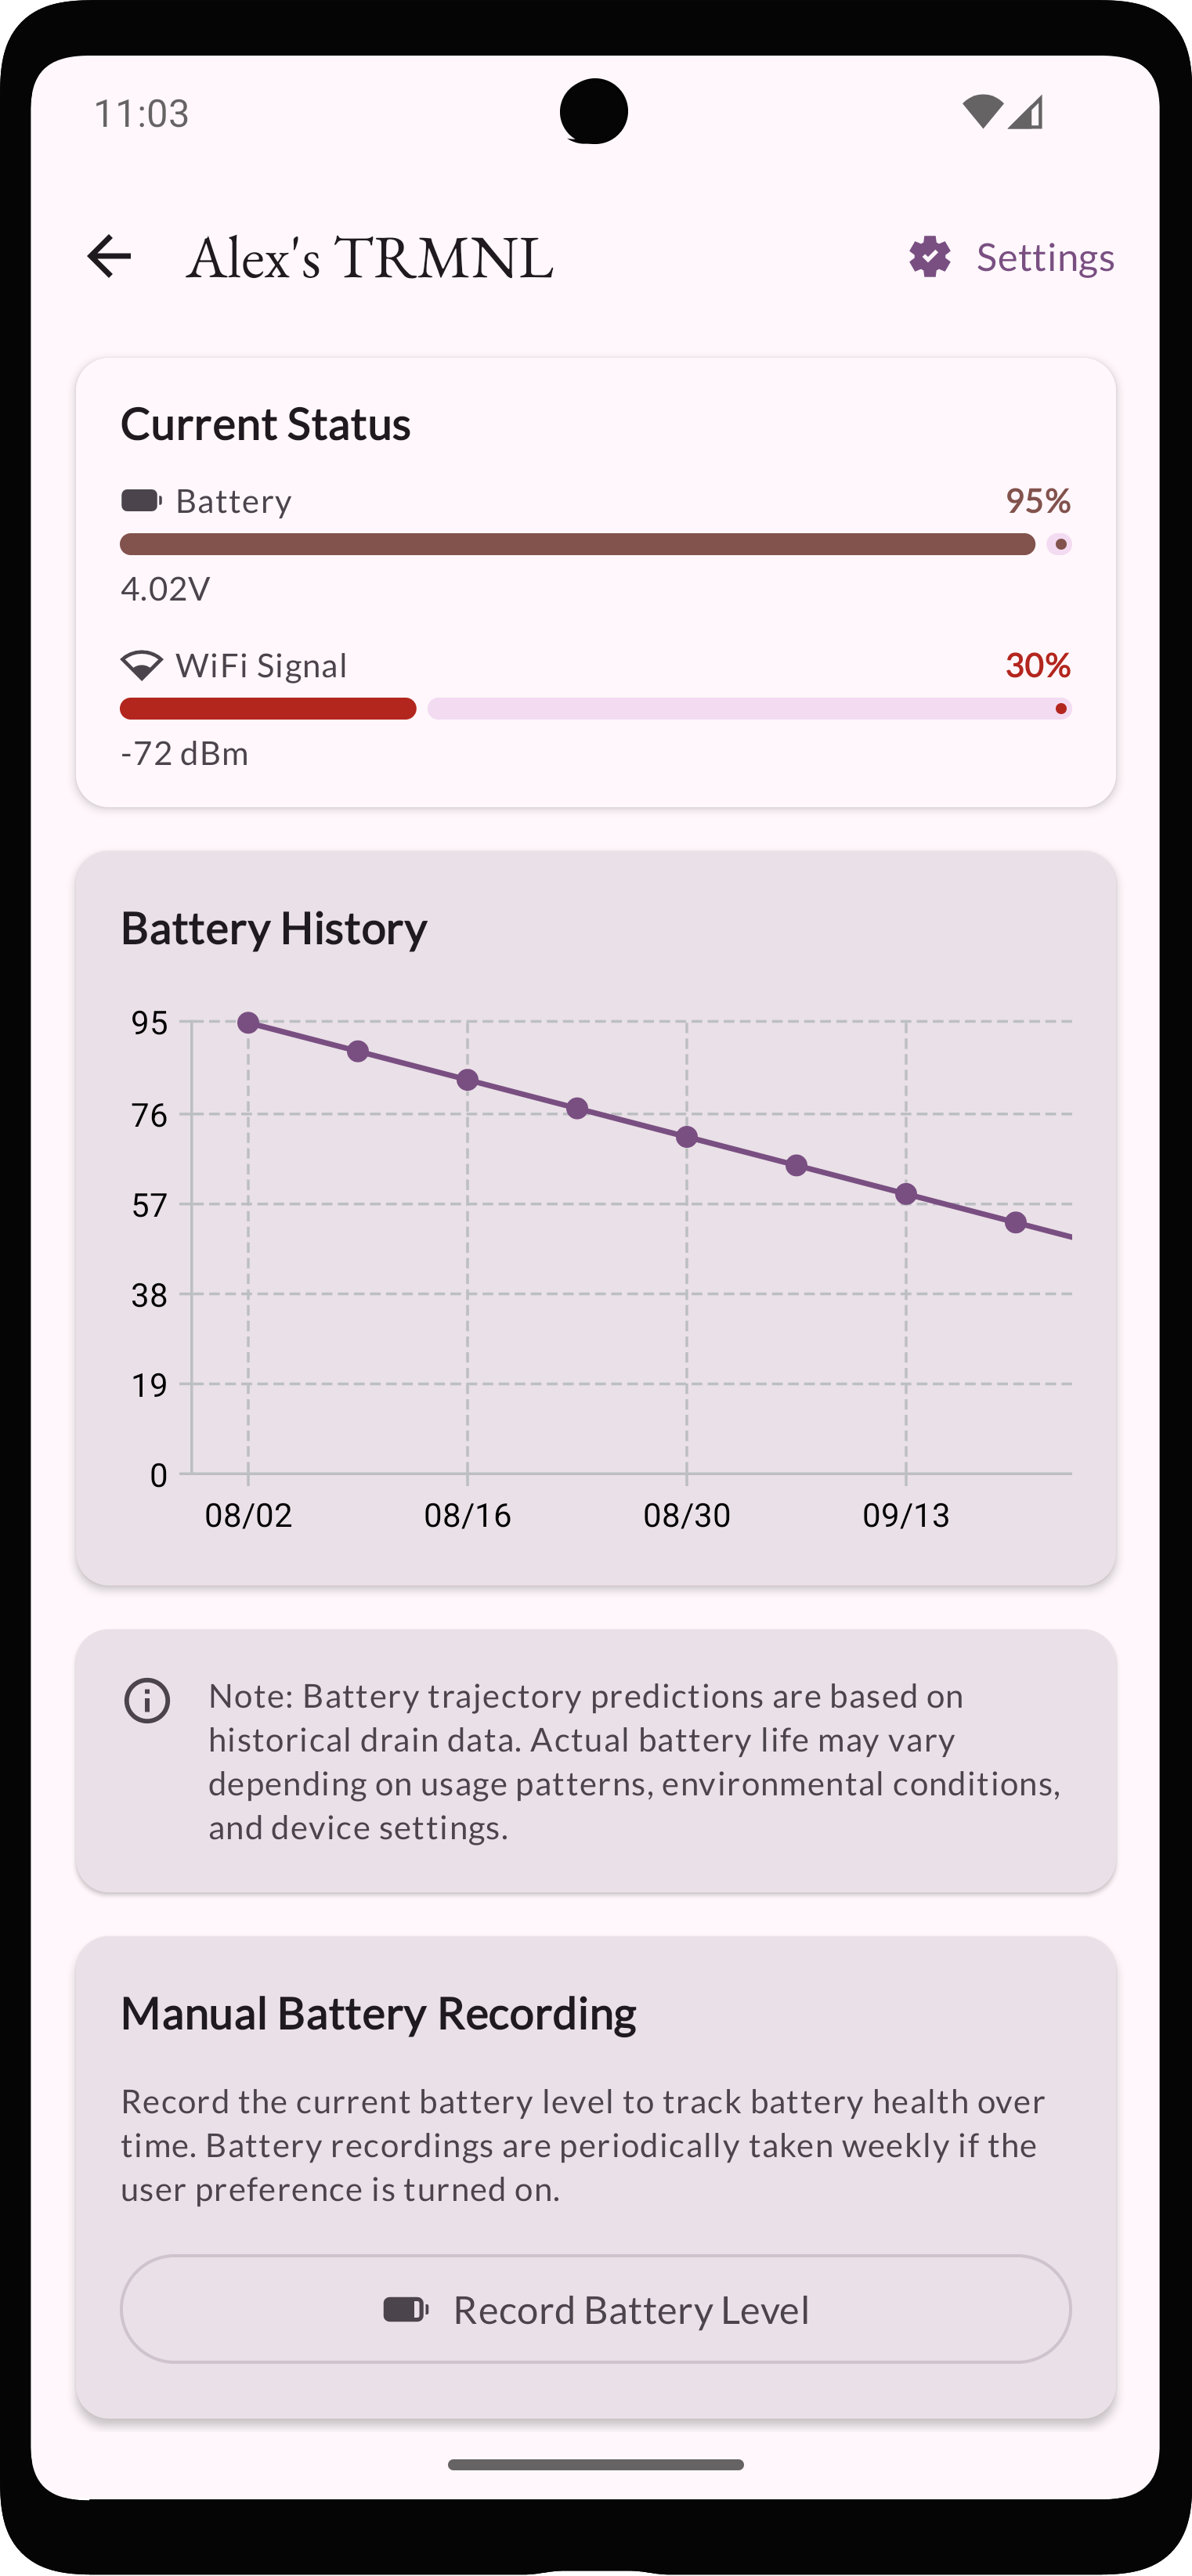 11:03
Alex's TRMNL
Settings
Current Status
Battery 95%
4.02V
WiFi Signal 30%
-72 dBm
Battery History
95
76
57
38
19
0
08/02 08/16 08/30 09/13
Note: Battery trajectory predictions are based on
historical drain data. Actual battery life may vary
depending on usage patterns, environmental conditions,
and device settings.
Manual Battery Recording
Record the current battery level to track battery health over
time. Battery recordings are periodically taken weekly if the
user preference is turned on.
Record Battery Level